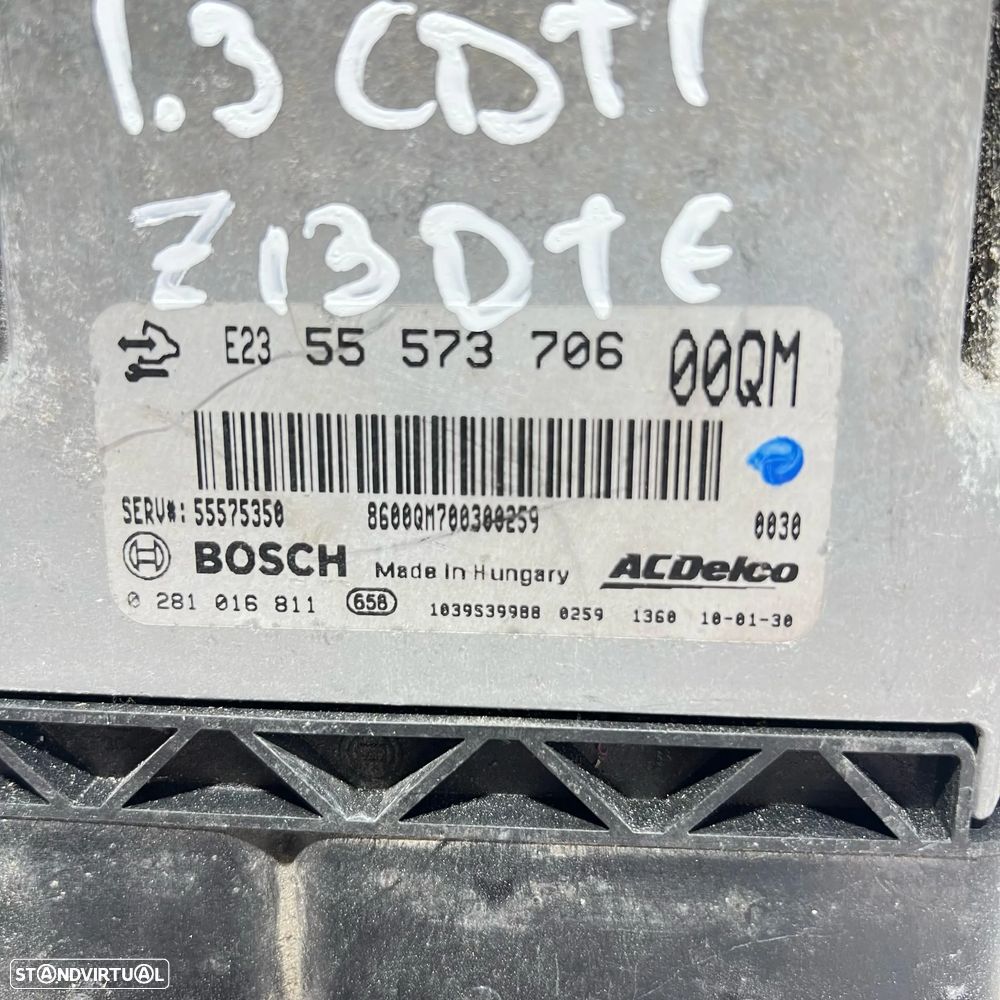 1.3 CDTI
Z13DTE
E23 55 573 706 00QM
SERV#: 55575350 8600QM700300259 0030
BOSCH Made In Hungary ACDelco
0 281 016 811 658 1039S39988 0259 1360 10-01-30
STANDVIRTUAL